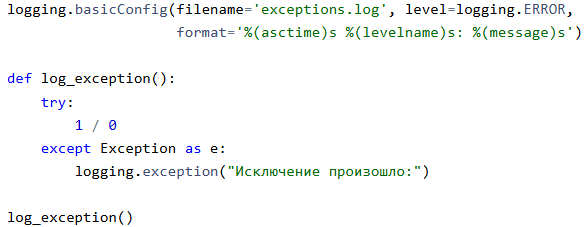 logging.basicConfig(filename='exceptions.log', level=logging.ERROR,
                    format='%(asctime)s %(levelname)s: %(message)s')

def log_exception():
    try:
        1 / 0
    except Exception as e:
        logging.exception("Исключение произошло:")

log_exception()